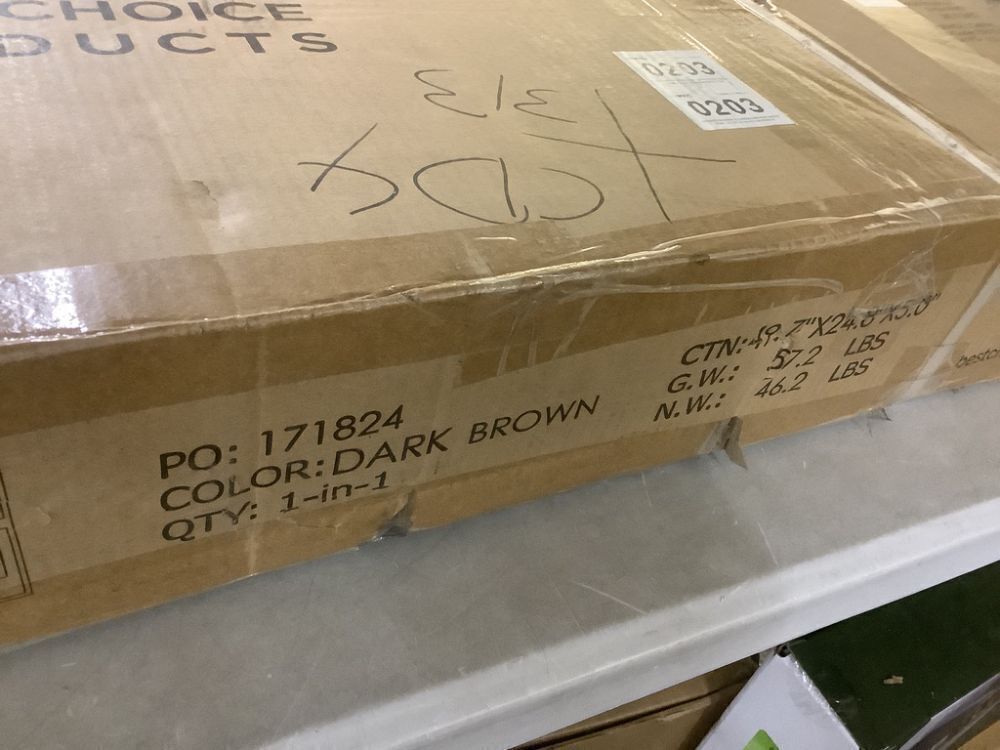 CHOICE
DUCTS
0203
0203
PO: 171824
COLOR: DARK BROWN
QTY: 1-in-1
CTN: 49.2"X24.8"X5.8"
G.W.: 57.2 LBS
N.W.: 46.2 LBS